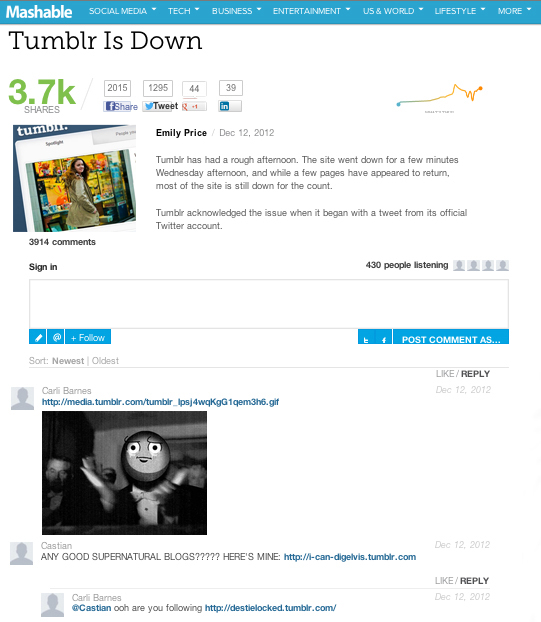 Mashable SOCIAL MEDIA TECH BUSINESS ENTERTAINMENT US & WORLD LIFESTYLE MORE
Tumblr Is Down
3.7k
SHARES
2015 1295 44 39
Share Tweet +1 in
tumblr.
Spotlight
Emily Price / Dec 12, 2012
Tumblr has had a rough afternoon. The site went down for a few minutes
Wednesday afternoon, and while a few pages have appeared to return,
most of the site is still down for the count.
Tumblr acknowledged the issue when it began with a tweet from its official
Twitter account.
3914 comments
Sign in
430 people listening
@ + Follow
POST COMMENT AS...
Sort: Newest | Oldest
LIKE / REPLY
Carli Barnes Dec 12, 2012
http://media.tumblr.com/tumblr_lpsj4wqKgG1qem3h6.gif
Castian Dec 12, 2012
ANY GOOD SUPERNATURAL BLOGS????? HERE'S MINE: http://i-can-digelvis.tumblr.com
LIKE / REPLY
Carli Barnes Dec 12, 2012
@Castian ooh are you following http://destielocked.tumblr.com/